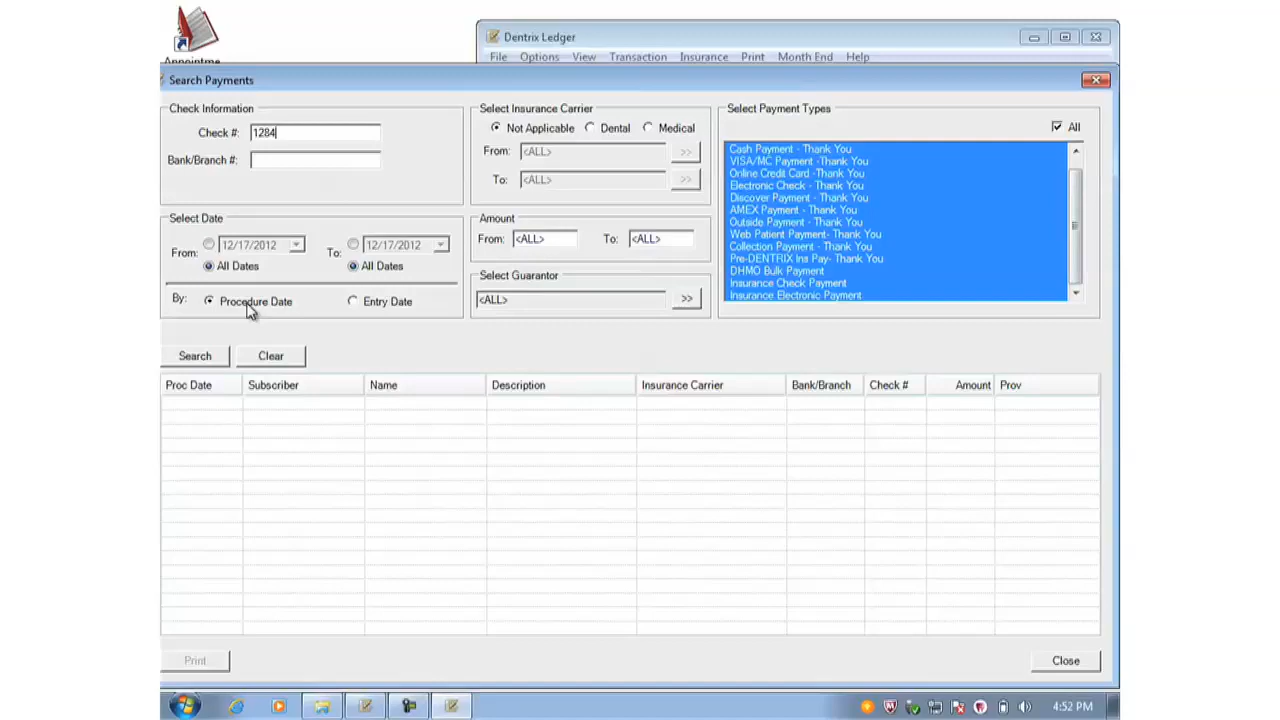 Appointme
Dentrix Ledger
File Options View Transaction Insurance Print Month End Help
Search Payments
Check Information
Check #: 1284
Bank/Branch #:
Select Insurance Carrier
Not Applicable Dental Medical
From: <ALL> >>
To: <ALL> >>
Select Payment Types
All
Cash Payment - Thank You
VISA/MC Payment -Thank You
Online Credit Card -Thank You
Electronic Check - Thank You
Discover Payment - Thank You
AMEX Payment - Thank You
Outside Payment - Thank You
Web Patient Payment- Thank You
Collection Payment - Thank You
Pre-DENTRIX Ins Pay- Thank You
DHMO Bulk Payment
Insurance Check Payment
Insurance Electronic Payment
Select Date
From: 12/17/2012 To: 12/17/2012
All Dates All Dates
By: Procedure Date Entry Date
Amount
From: <ALL> To: <ALL>
Select Guarantor
<ALL> >>
Search Clear
Proc Date Subscriber Name Description Insurance Carrier Bank/Branch Check # Amount Prov
Print Close
4:52 PM